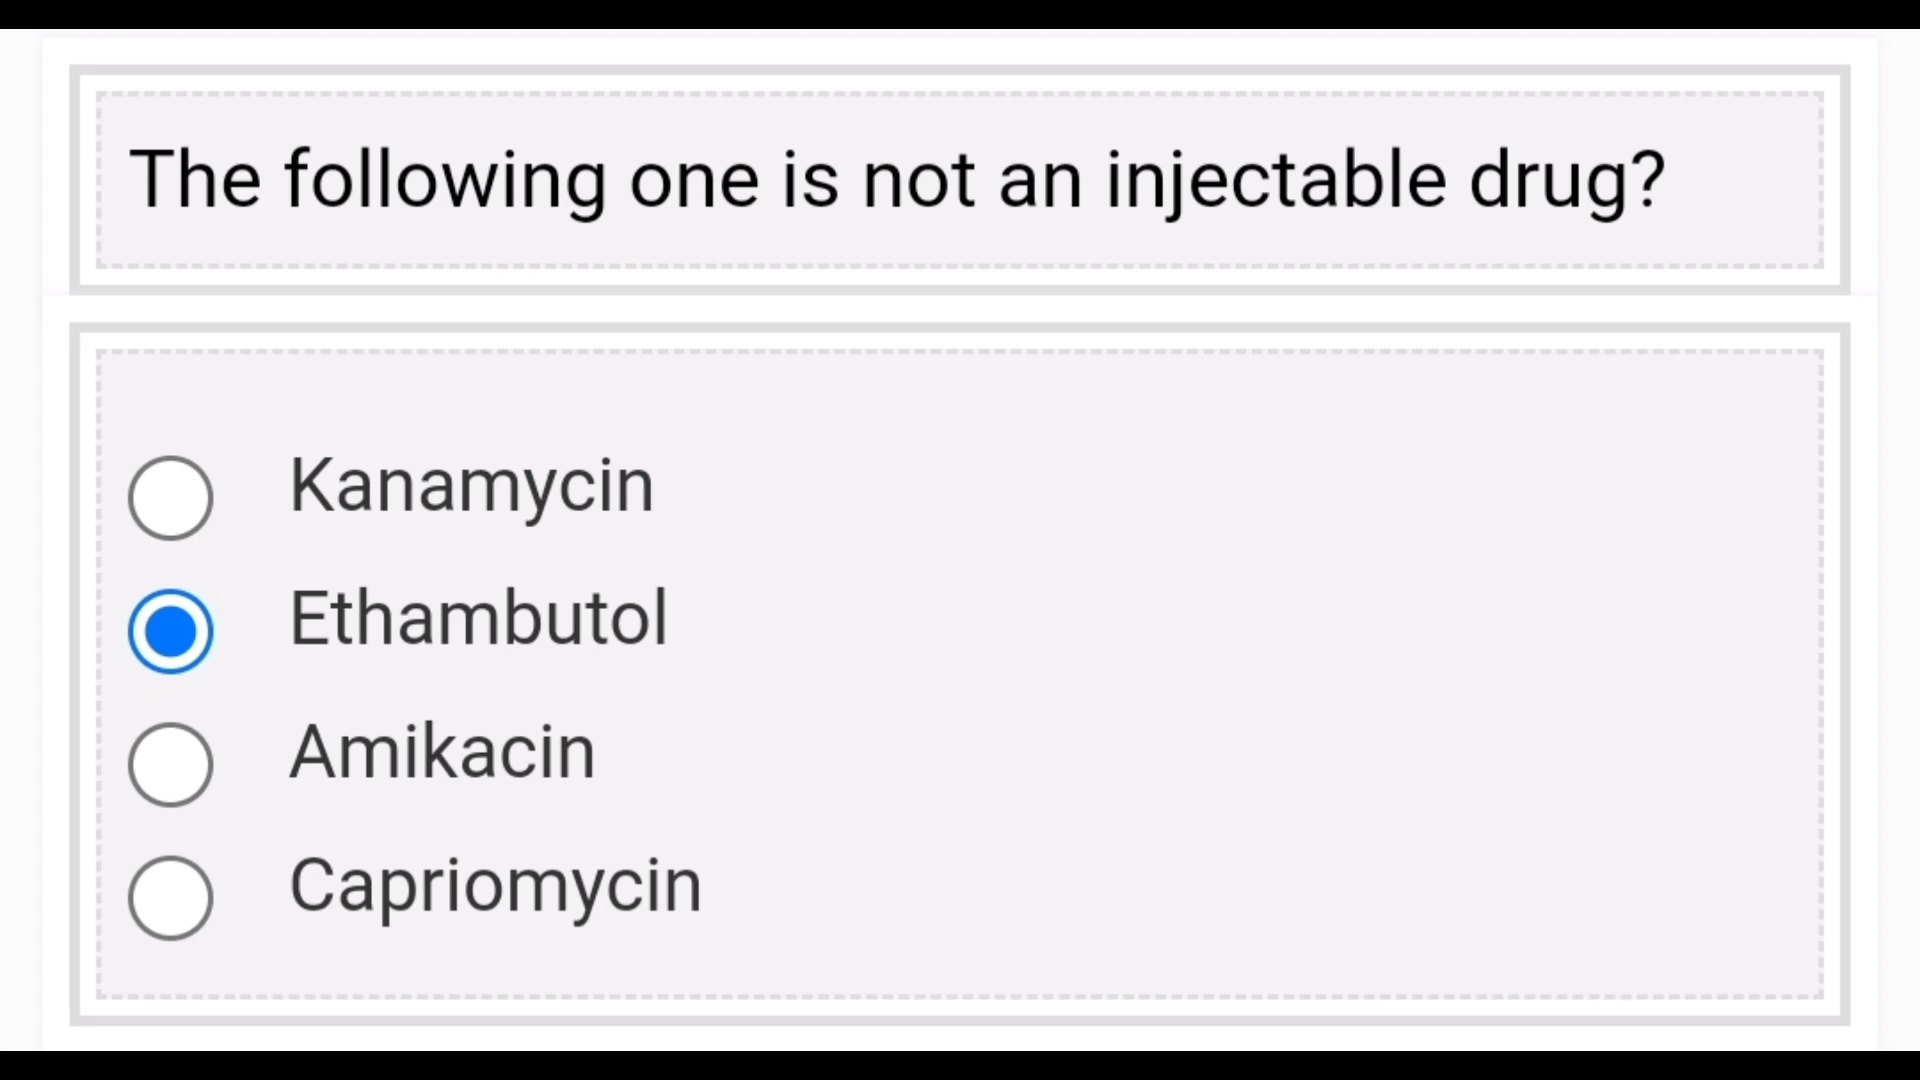 The following one is not an injectable drug?
Kanamycin
Ethambutol
Amikacin
Capriomycin